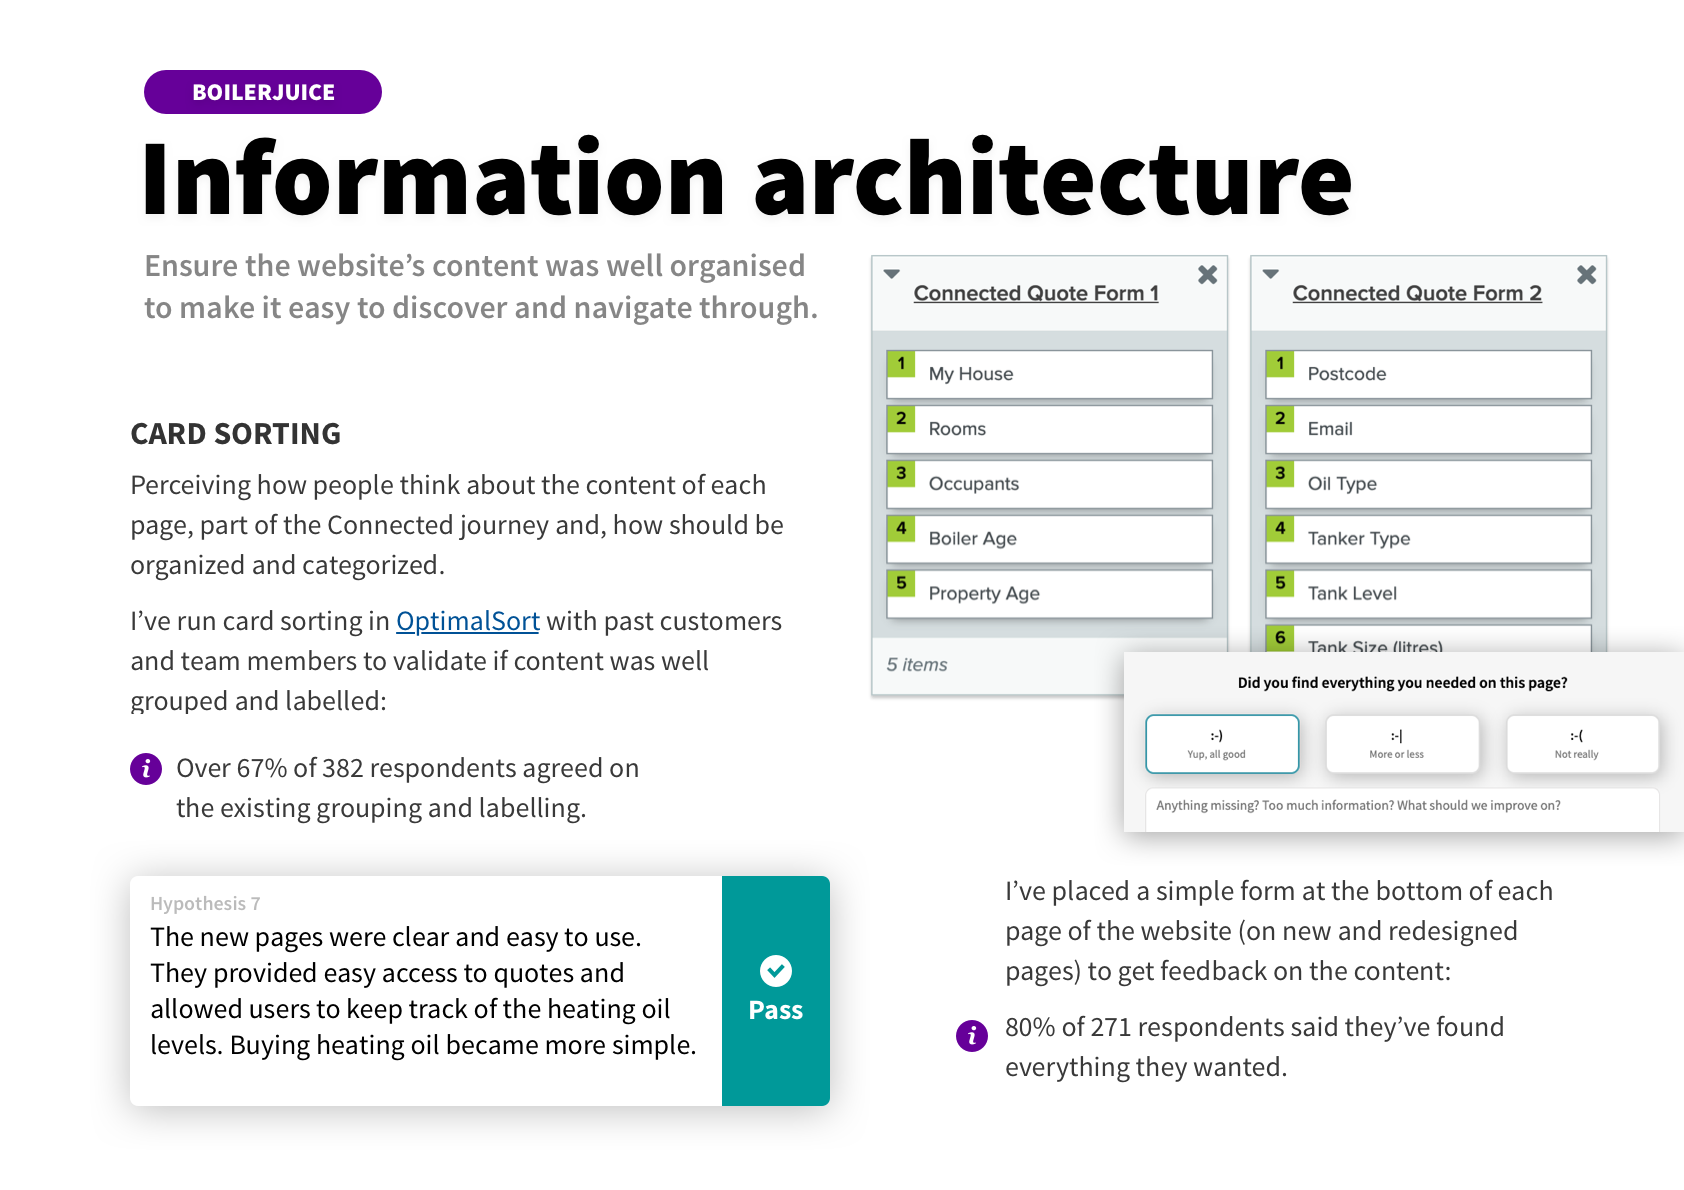 BOILERJUICE
Information architecture
Ensure the website’s content was well organised
to make it easy to discover and navigate through.
CARD SORTING
Perceiving how people think about the content of each
page, part of the Connected journey and, how should be
organized and categorized.
I’ve run card sorting in OptimalSort with past customers
and team members to validate if content was well
grouped and labelled:
i
Over 67% of 382 respondents agreed on
the existing grouping and labelling.
Hypothesis 7
The new pages were clear and easy to use.
They provided easy access to quotes and
allowed users to keep track of the heating oil
levels. Buying heating oil became more simple.
Pass
Connected Quote Form 1
1 My House
2 Rooms
3 Occupants
4 Boiler Age
5 Property Age
5 items
Connected Quote Form 2
1 Postcode
2 Email
3 Oil Type
4 Tanker Type
5 Tank Level
6 Tank Size (litres)
Did you find everything you needed on this page?
:-) :-| :-(
Yup, all good More or less Not really
Anything missing? Too much information? What should we improve on?
I’ve placed a simple form at the bottom of each
page of the website (on new and redesigned
pages) to get feedback on the content:
i
80% of 271 respondents said they’ve found
everything they wanted.